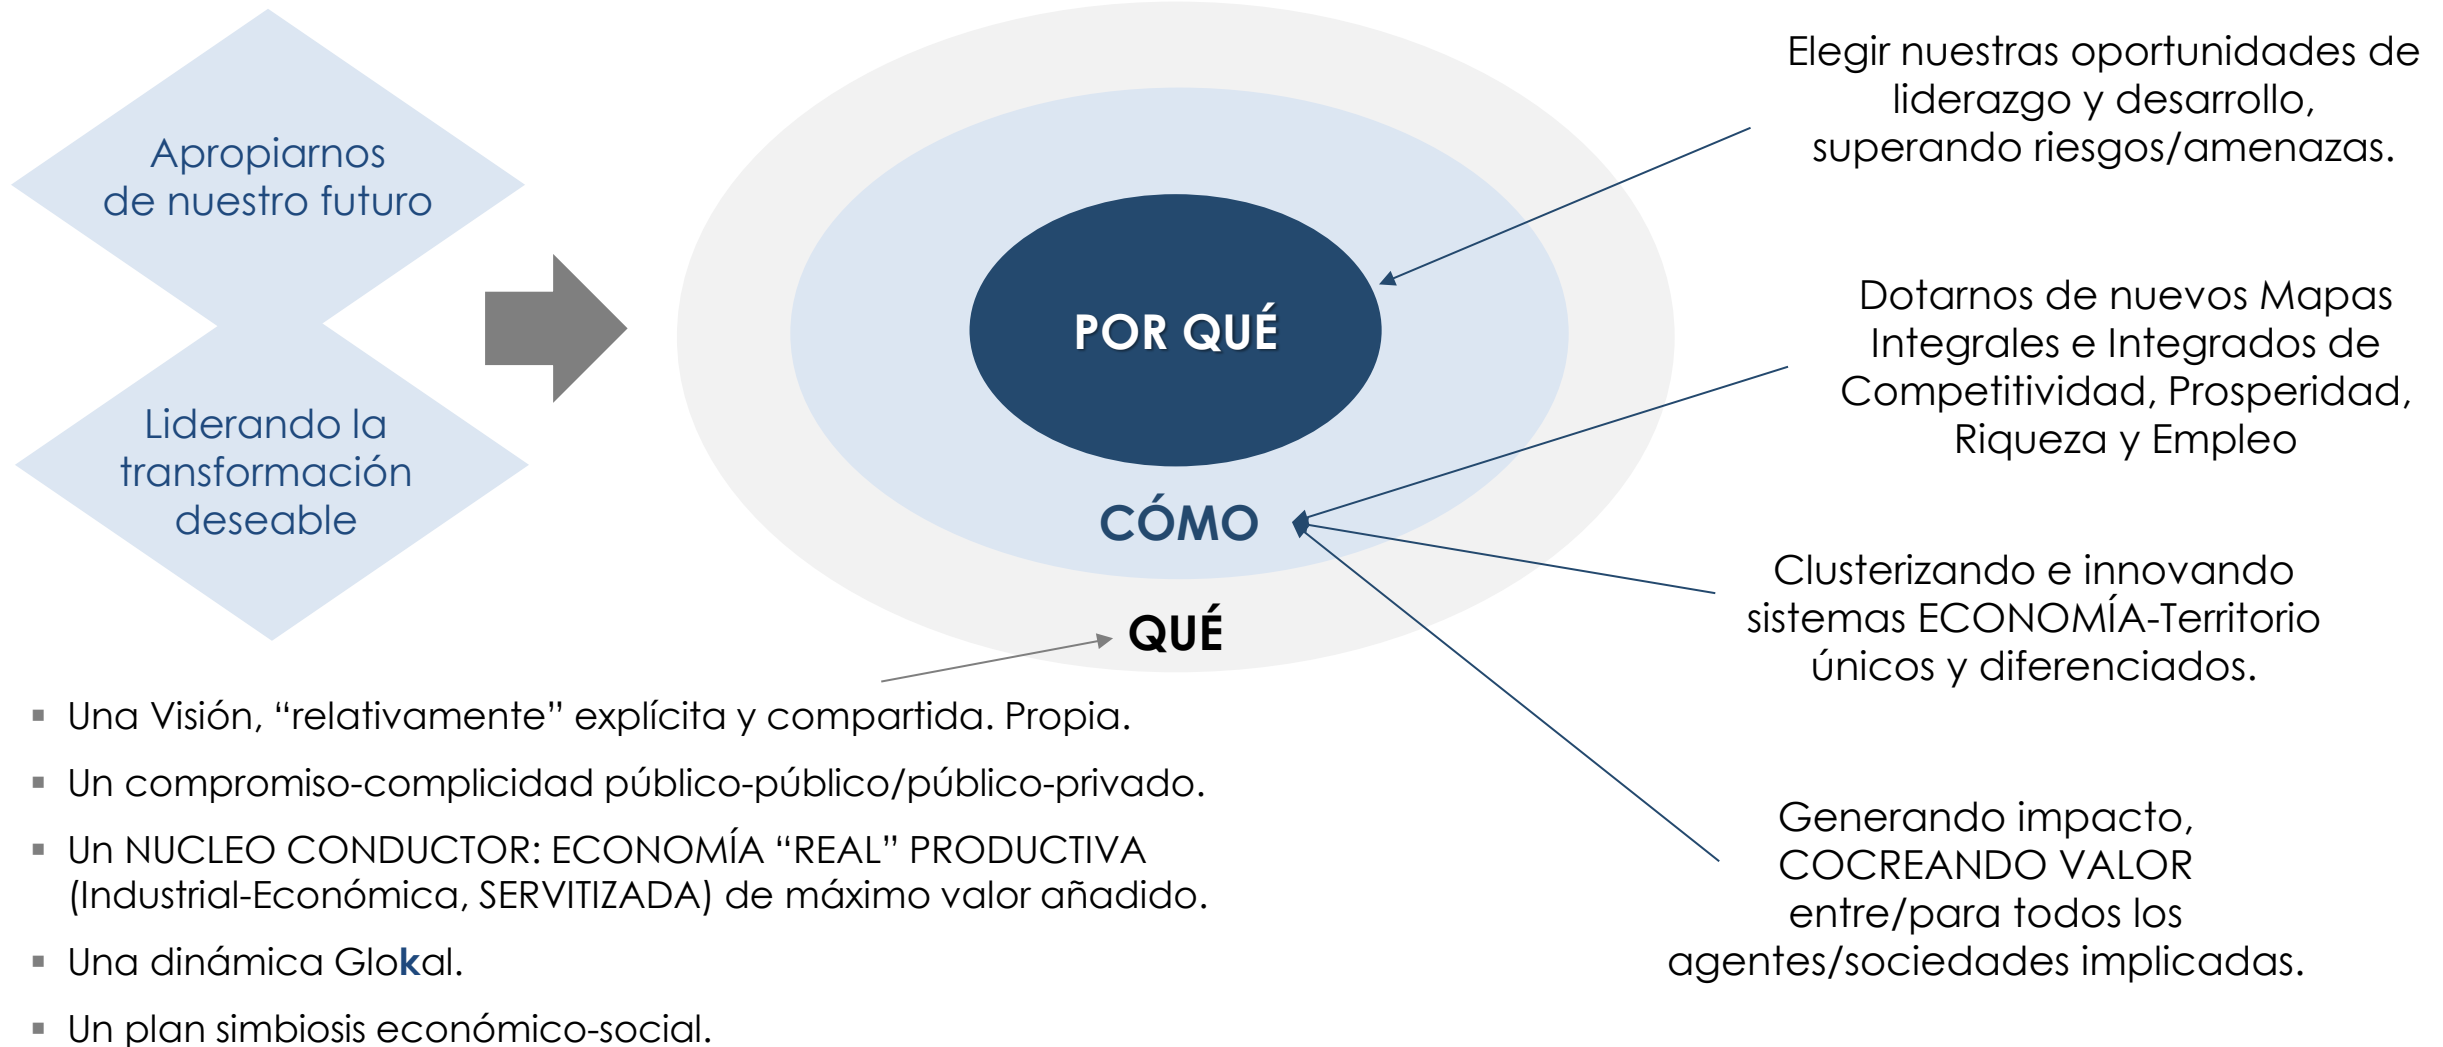 Apropiarnos
de nuestro futuro
Liderando la
transformación
deseable
POR QUÉ
CÓMO
QUÉ
Elegir nuestras oportunidades de
liderazgo y desarrollo,
superando riesgos/amenazas.
Dotarnos de nuevos Mapas
Integrales e Integrados de
Competitividad, Prosperidad,
Riqueza y Empleo
Clusterizando e innovando
sistemas ECONOMÍA-Territorio
únicos y diferenciados.
Generando impacto,
COCREANDO VALOR
entre/para todos los
agentes/sociedades implicadas.
▪ Una Visión, “relativamente” explícita y compartida. Propia.
▪ Un compromiso-complicidad público-público/público-privado.
▪ Un NUCLEO CONDUCTOR: ECONOMÍA “REAL” PRODUCTIVA
(Industrial-Económica, SERVITIZADA) de máximo valor añadido.
▪ Una dinámica Glokal.
▪ Un plan simbiosis económico-social.